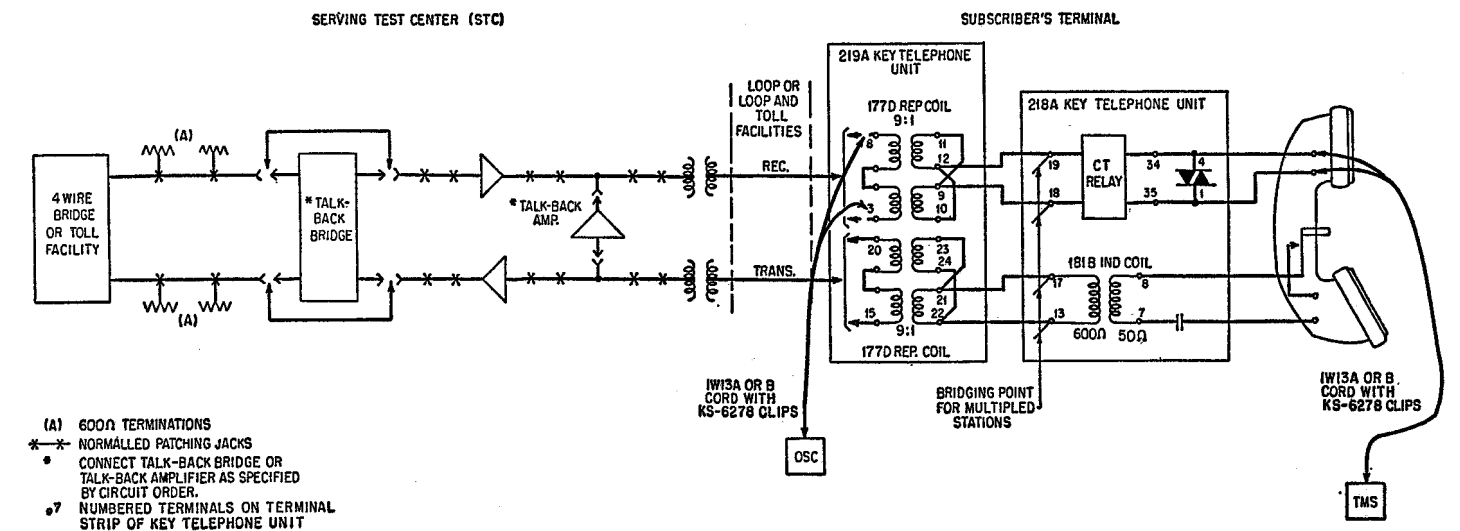 SERVING TEST CENTER (STC)
SUBSCRIBER'S TERMINAL
219A KEY TELEPHONE
UNIT
177D REP COIL
9:1
8
11
12
3
9
10
20
23
24
21
15
22
9:1
177D REP. COIL
LOOP OR
LOOP AND
TOLL
FACILITIES
REC.
TRANS.
218A KEY TELEPHONE UNIT
19
18
CT
RELAY
34
35
4
1
181B IND COIL
17
13
600Ω
8
7
50Ω
(A)
4 WIRE
BRIDGE
OR TOLL
FACILITY
* TALK-
BACK
BRIDGE
* TALK-BACK
AMP.
(A)
1W13A OR B
CORD WITH
KS-6278 CLIPS
OSC
BRIDGING POINT
FOR MULTIPLED
STATIONS
1W13A OR B
CORD WITH
KS-6278 CLIPS
TMS
(A) 600Ω TERMINATIONS
NORMALLED PATCHING JACKS
* CONNECT TALK-BACK BRIDGE OR
TALK-BACK AMPLIFIER AS SPECIFIED
BY CIRCUIT ORDER.
7 NUMBERED TERMINALS ON TERMINAL
STRIP OF KEY TELEPHONE UNIT